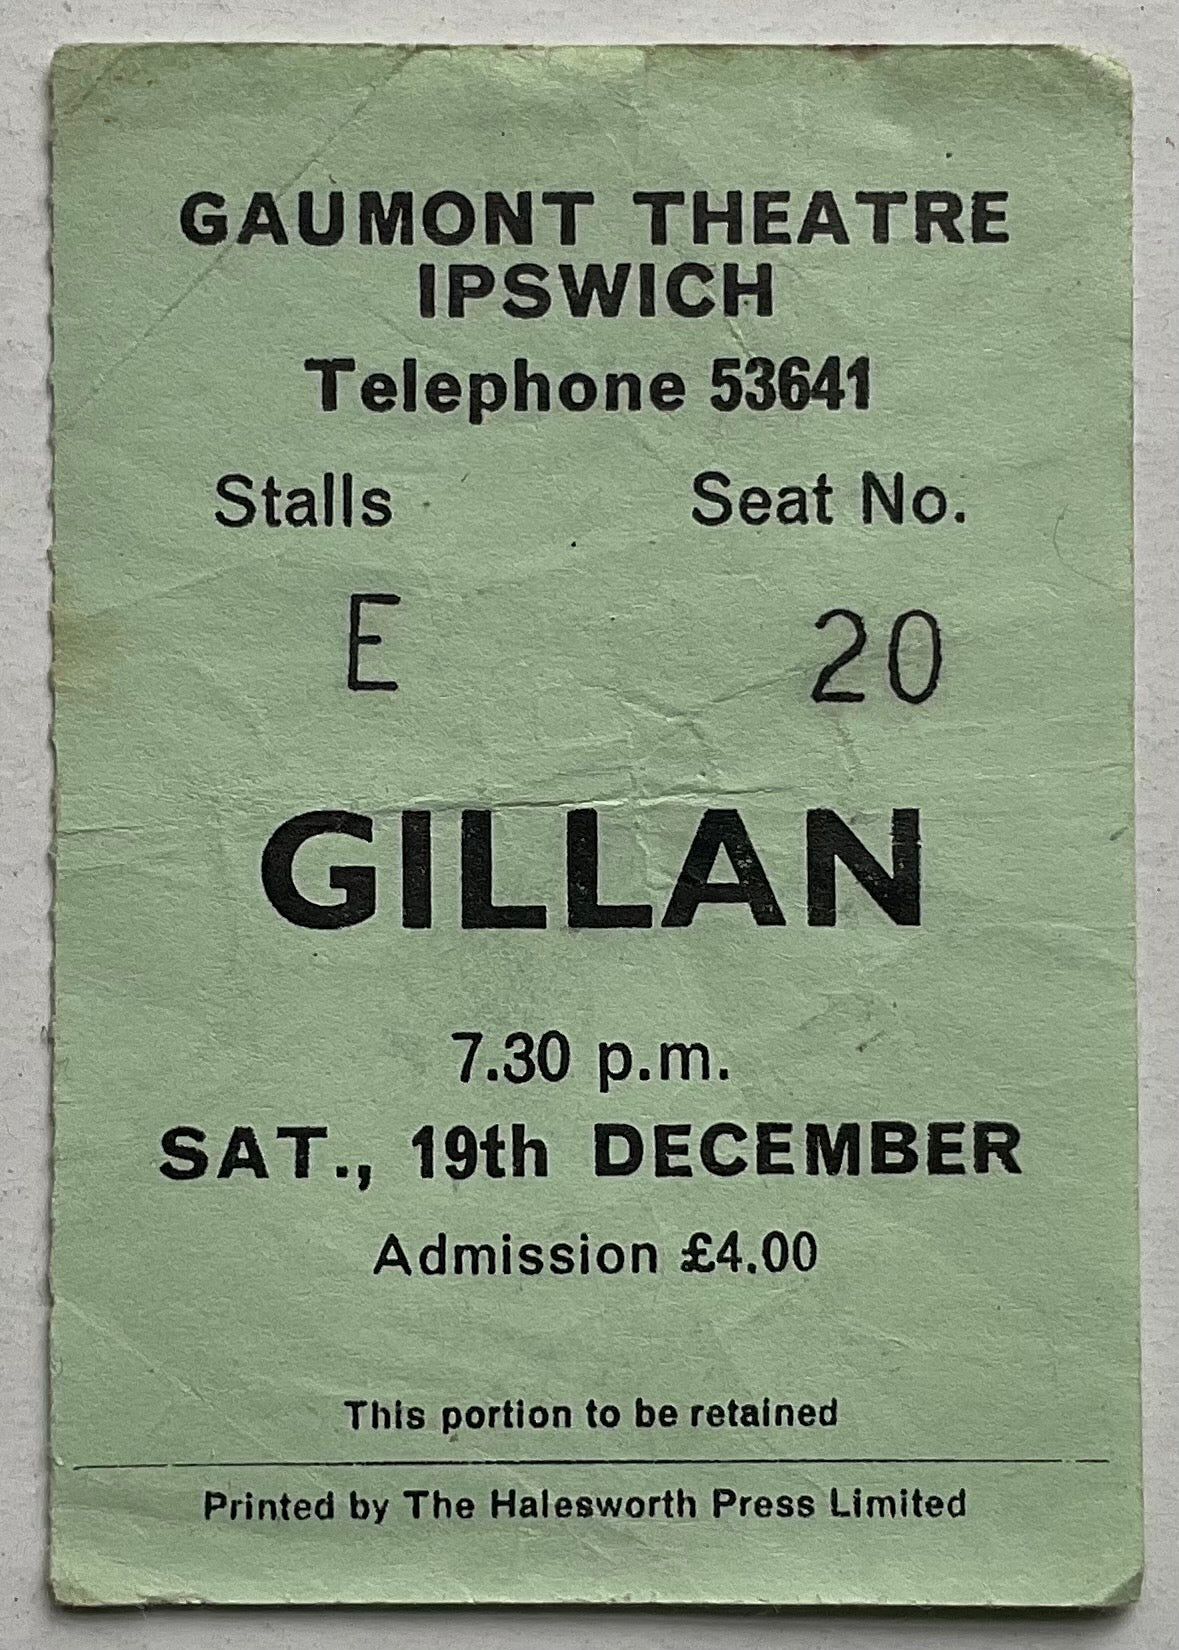 GAUMONT THEATRE
IPSWICH
Telephone 53641
Stalls Seat No.
E 20
GILLAN
7.30 p.m.
SAT., 19th DECEMBER
Admission £4.00
This portion to be retained
Printed by The Halesworth Press Limited